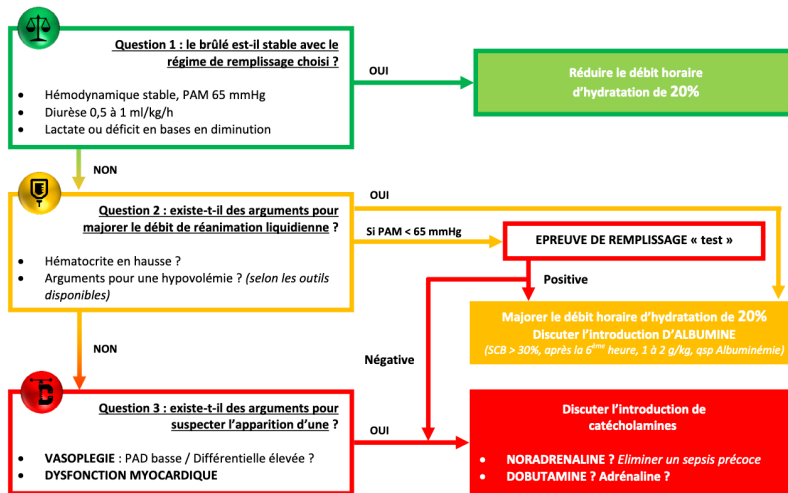 Question 1 : le brûlé est-il stable avec le
régime de remplissage choisi ?
• Hémodynamique stable, PAM 65 mmHg
• Diurèse 0,5 à 1 ml/kg/h
• Lactate ou déficit en bases en diminution
OUI
Réduire le débit horaire
d'hydratation de 20%
NON
Question 2 : existe-t-il des arguments pour
majorer le débit de réanimation liquidienne ?
• Hématocrite en hausse ?
• Arguments pour une hypovolémie ? (selon les outils
disponibles)
OUI
Si PAM < 65 mmHg
EPREUVE DE REMPLISSAGE « test »
Positive
Majorer le débit horaire d'hydratation de 20%
Discuter l'introduction D'ALBUMINE
(SCB > 30%, après la 6ème heure, 1 à 2 g/kg, qsp Albuminémie)
Négative
NON
Question 3 : existe-t-il des arguments pour
suspecter l'apparition d'une ?
• VASOPLEGIE : PAD basse / Différentielle élevée ?
• DYSFONCTION MYOCARDIQUE
OUI
Discuter l'introduction de
catécholamines
• NORADRENALINE ? Eliminer un sepsis précoce
• DOBUTAMINE ? Adrénaline ?